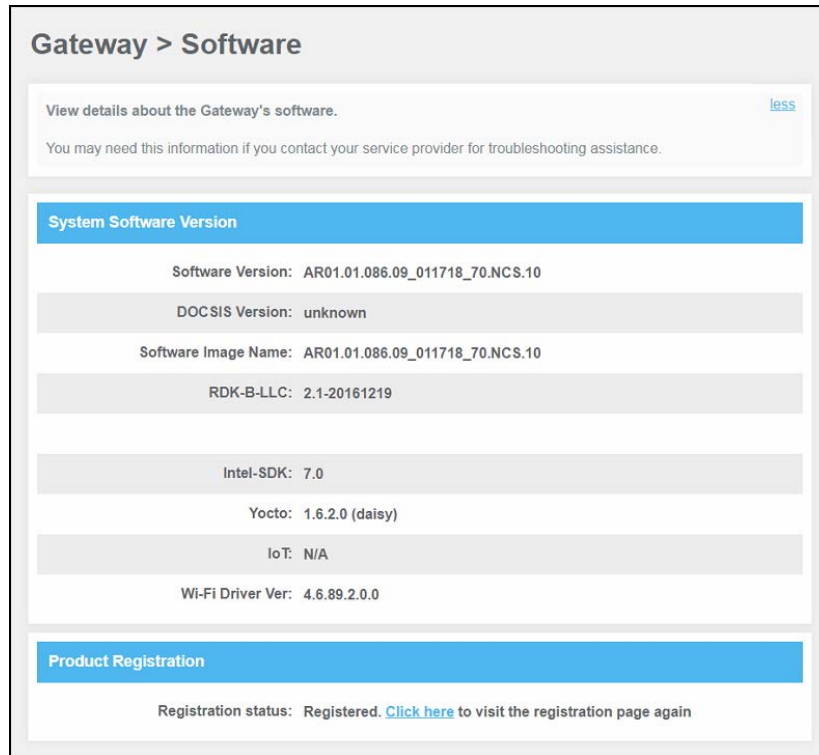 Gateway > Software
View details about the Gateway's software.
less
You may need this information if you contact your service provider for troubleshooting assistance.
System Software Version
Software Version: AR01.01.086.09_011718_70.NCS.10
DOCSIS Version: unknown
Software Image Name: AR01.01.086.09_011718_70.NCS.10
RDK-B-LLC: 2.1-20161219
Intel-SDK: 7.0
Yocto: 1.6.2.0 (daisy)
IoT: N/A
Wi-Fi Driver Ver: 4.6.89.2.0.0
Product Registration
Registration status: Registered. Click here to visit the registration page again